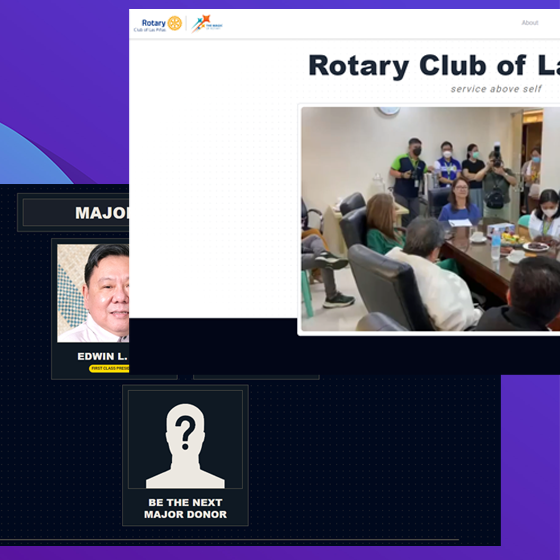 Rotary
Club of Las Piñas
About
Rotary Club of La
service above self
MAJO
EDWIN L.
FIRST CLASS PRESI
BE THE NEXT
MAJOR DONOR